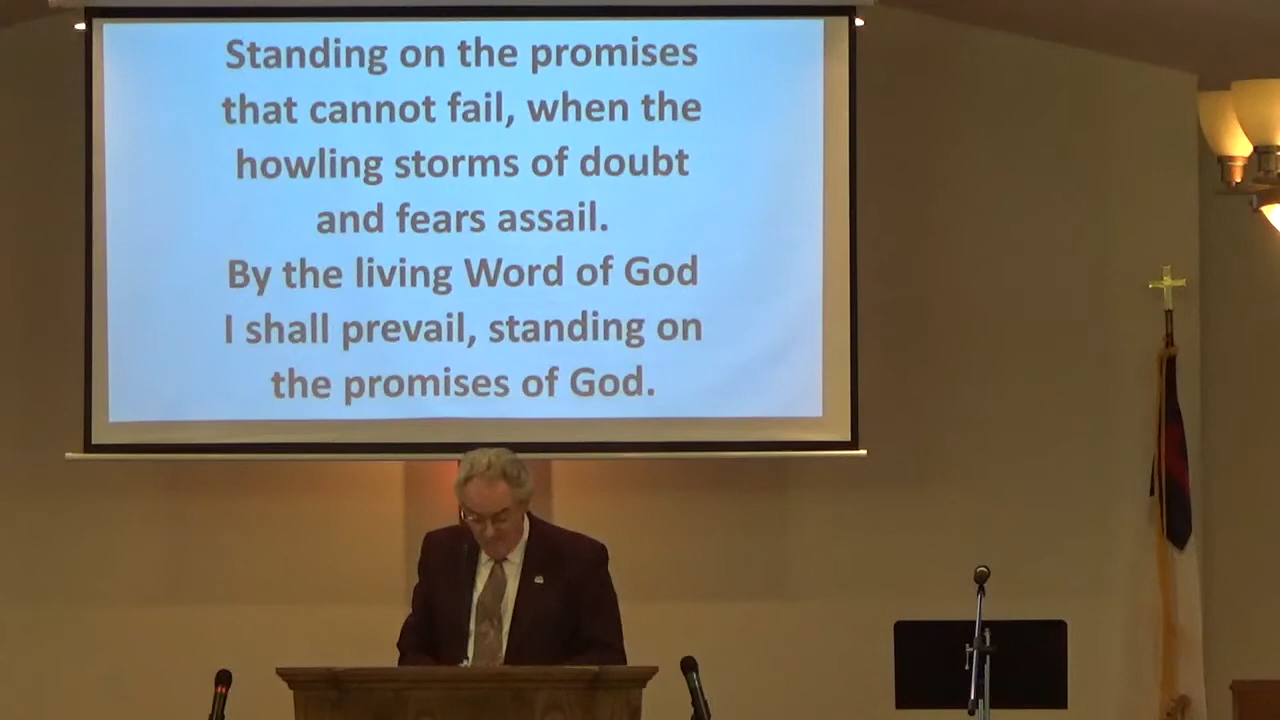 Standing on the promises
that cannot fail, when the
howling storms of doubt
and fears assail.
By the living Word of God
I shall prevail, standing on
the promises of God.